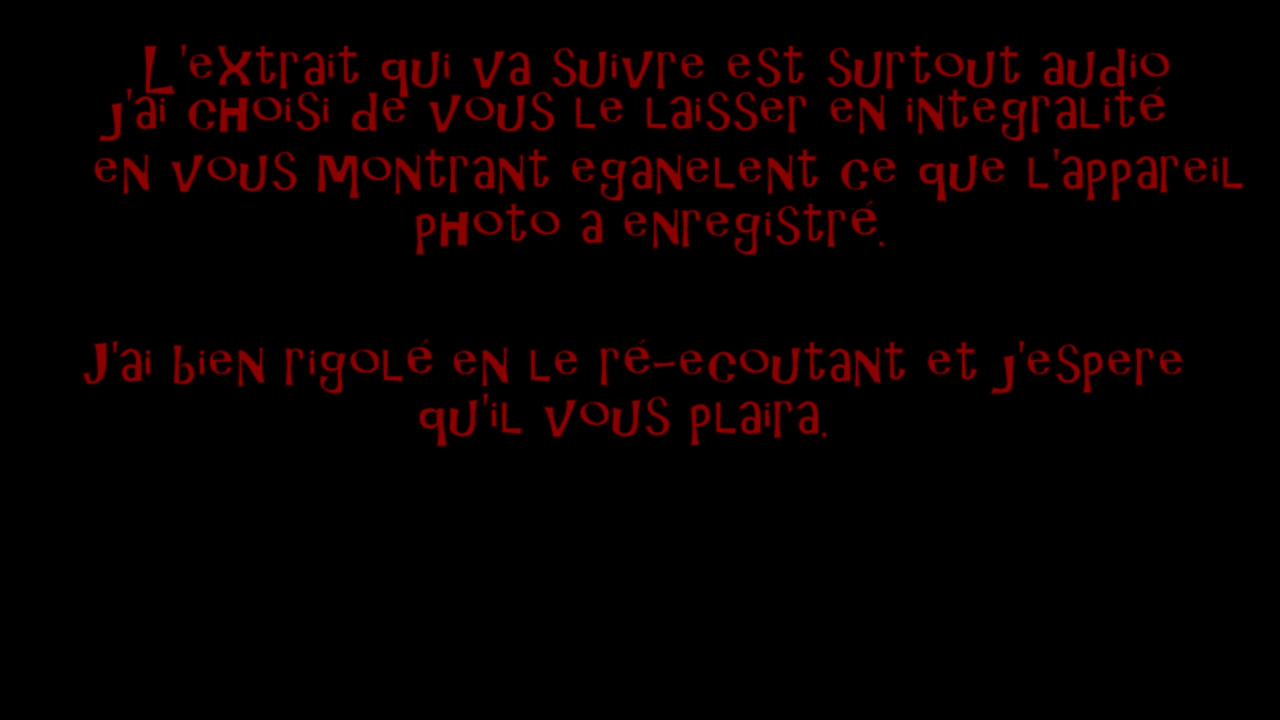 L'extrait qui va suivre est surtout audio
j'ai choisi de vous le laisser en integralité
en vous montrant eganelent ce que l'appareil
photo a enregistré.
J'ai bien rigolé en le ré-ecoutant et j'espere
qu'il vous plaira.